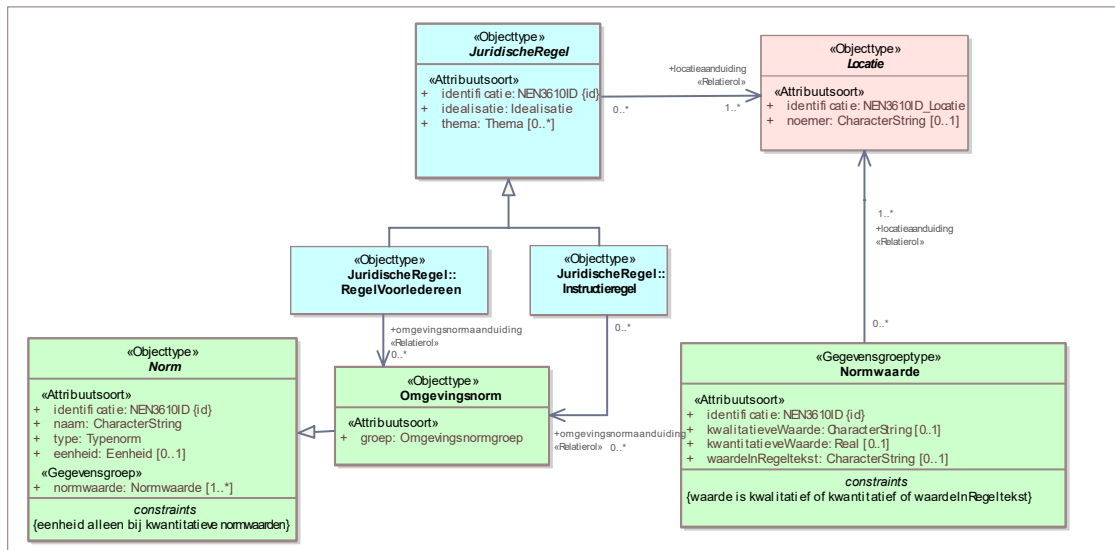 «Objecttype»
JuridischeRegel
«Attribuutsoort»
+ identificatie: NEN3610ID {id}
+ idealisatie: Idealisatie
+ thema: Thema [0..*]
+locatieaanduiding
«Relatierol»
0..*
1..*
«Objecttype»
Locatie
«Attribuutsoort»
+ identificatie: NEN3610ID_Locatie
+ noemer: CharacterString [0..1]
1..*
+locatieaanduiding
«Relatierol»
0..*
«Objecttype»
JuridischeRegel::
RegelVoorIedereen
«Objecttype»
JuridischeRegel::
Instructieregel
+omgevingsnormaanduiding
«Relatierol»
0..*
0..*
«Objecttype»
Norm
«Attribuutsoort»
+ identificatie: NEN3610ID {id}
+ naam: CharacterString
+ type: Typenorm
+ eenheid: Eenheid [0..1]
«Gegevensgroep»
+ normwaarde: Normwaarde [1..*]
constraints
{eenheid alleen bij kwantitatieve normwaarden}
«Objecttype»
Omgevingsnorm
«Attribuutsoort»
+ groep: Omgevingsnormgroep
+omgevingsnormaanduiding
«Relatierol»
0..*
«Gegevensgroeptype»
Normwaarde
«Attribuutsoort»
+ identificatie: NEN3610ID {id}
+ kwalitatieveWaarde: CharacterString [0..1]
+ kwantitatieveWaarde: Real [0..1]
+ waardeInRegeltekst: CharacterString [0..1]
constraints
{waarde is kwalitatief of kwantitatief of waardeInRegeltekst}